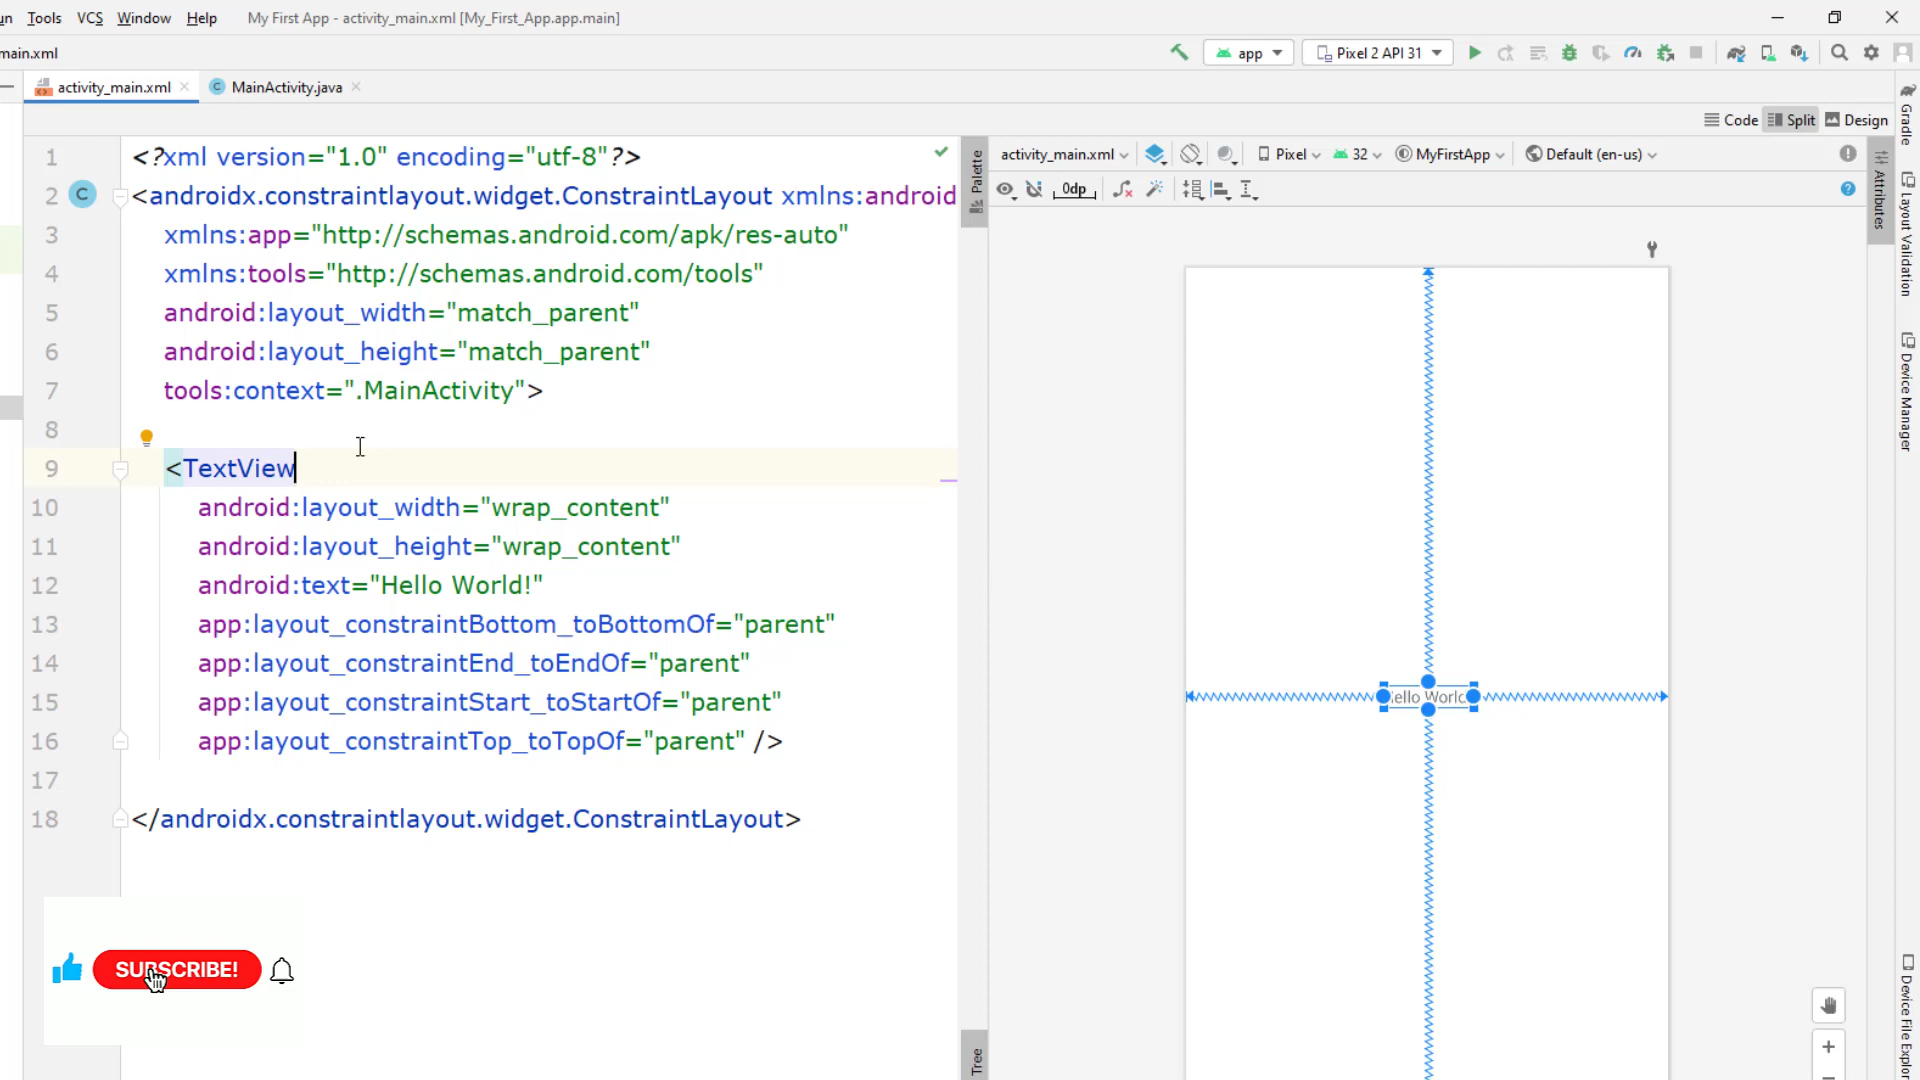 Tools VCS Window Help My First App - activity_main.xml [My_First_App.app.main]
main.xml
app Pixel 2 API 31
activity_main.xml MainActivity.java
Code Split Design
activity_main.xml Pixel 32 MyFirstApp Default (en-us)
0dp
1 <?xml version="1.0" encoding="utf-8"?>
2 C <androidx.constraintlayout.widget.ConstraintLayout xmlns:android
3 xmlns:app="http://schemas.android.com/apk/res-auto"
4 xmlns:tools="http://schemas.android.com/tools"
5 android:layout_width="match_parent"
6 android:layout_height="match_parent"
7 tools:context=".MainActivity">
8
9 <TextView
10 android:layout_width="wrap_content"
11 android:layout_height="wrap_content"
12 android:text="Hello World!"
13 app:layout_constraintBottom_toBottomOf="parent"
14 app:layout_constraintEnd_toEndOf="parent"
15 app:layout_constraintStart_toStartOf="parent"
16 app:layout_constraintTop_toTopOf="parent" />
17
18 </androidx.constraintlayout.widget.ConstraintLayout>
SUBSCRIBE!
Palette
Tree
ello World
Attributes
Gradle
Layout Validation
Device Manager
Device File Explor